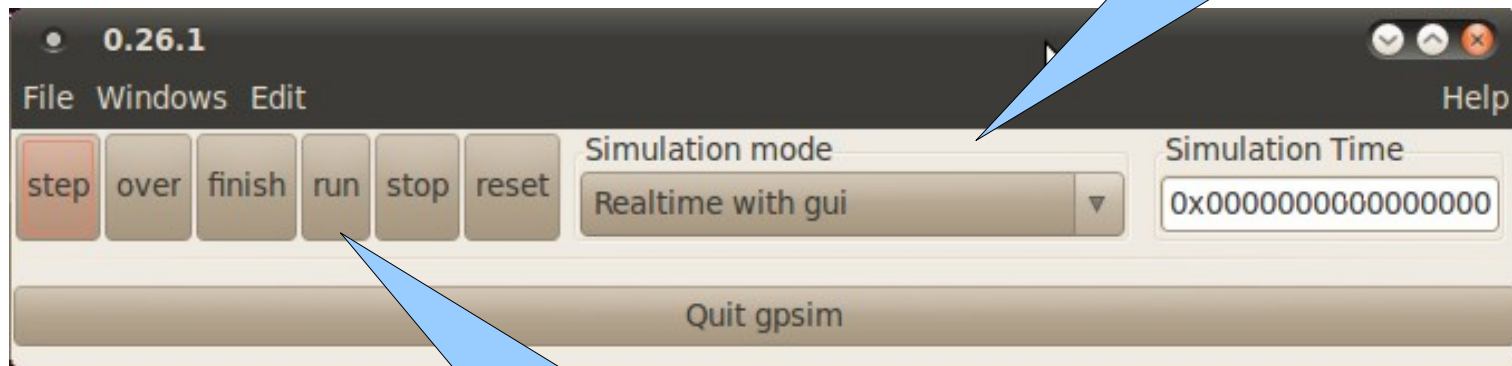 0.26.1
File Windows Edit Help
step over finish run stop reset
Simulation mode
Realtime with gui
Simulation Time
0x0000000000000000
Quit gpsim